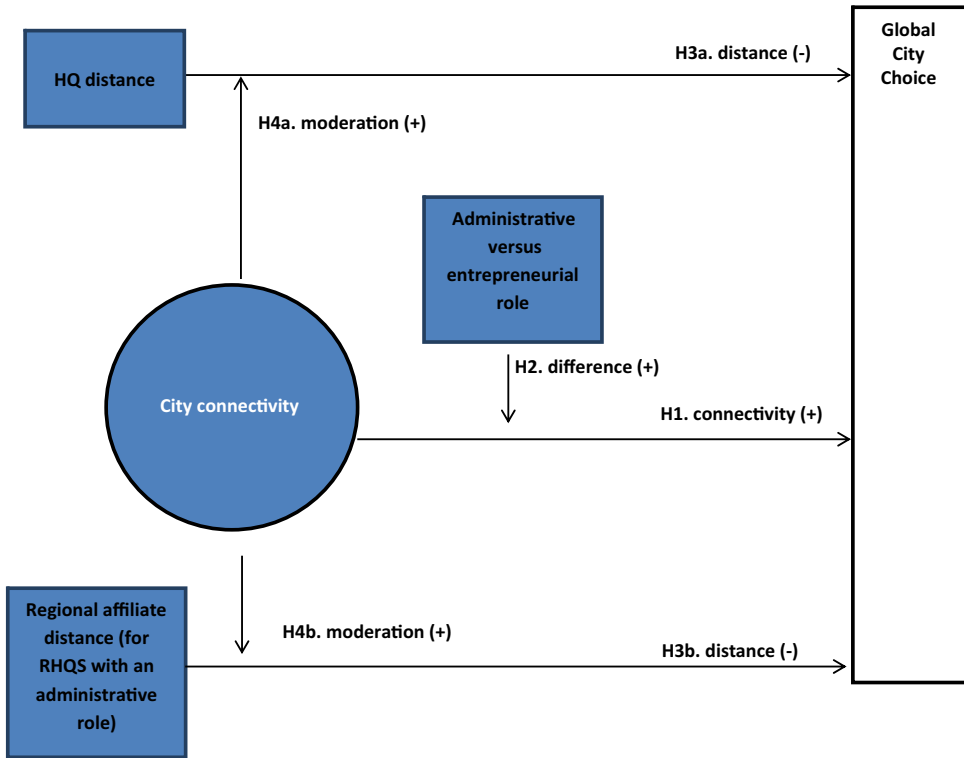 HQ distance
H3a. distance (-)
Global
City
Choice
H4a. moderation (+)
Administrative
versus
entrepreneurial
role
H2. difference (+)
City connectivity
H1. connectivity (+)
Regional affiliate
distance (for
RHQS with an
administrative
role)
H4b. moderation (+)
H3b. distance (-)